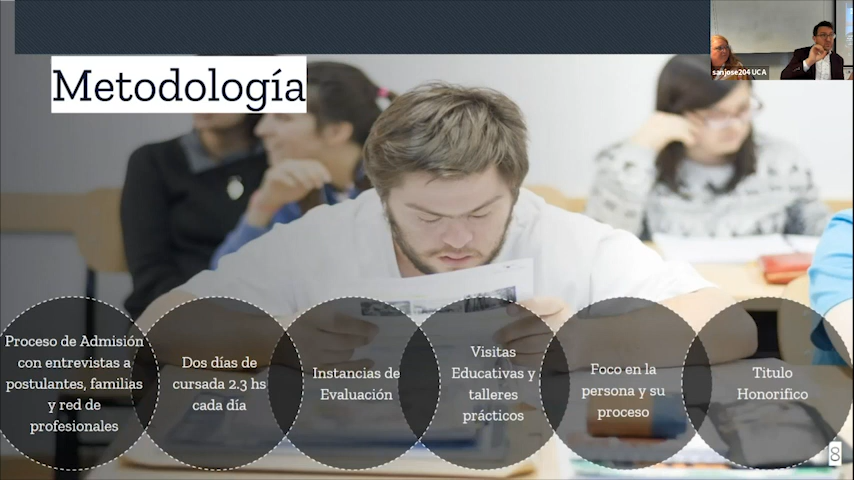 sanjose204 UCA
Metodología
Proceso de Admisión
con entrevistas a
postulantes, familias
y red de
profesionales
Dos días de
cursada 2.3 hs
cada día
Instancias de
Evaluación
Visitas
Educativas y
talleres
prácticos
Foco en la
persona y su
proceso
Titulo
Honorifico
8